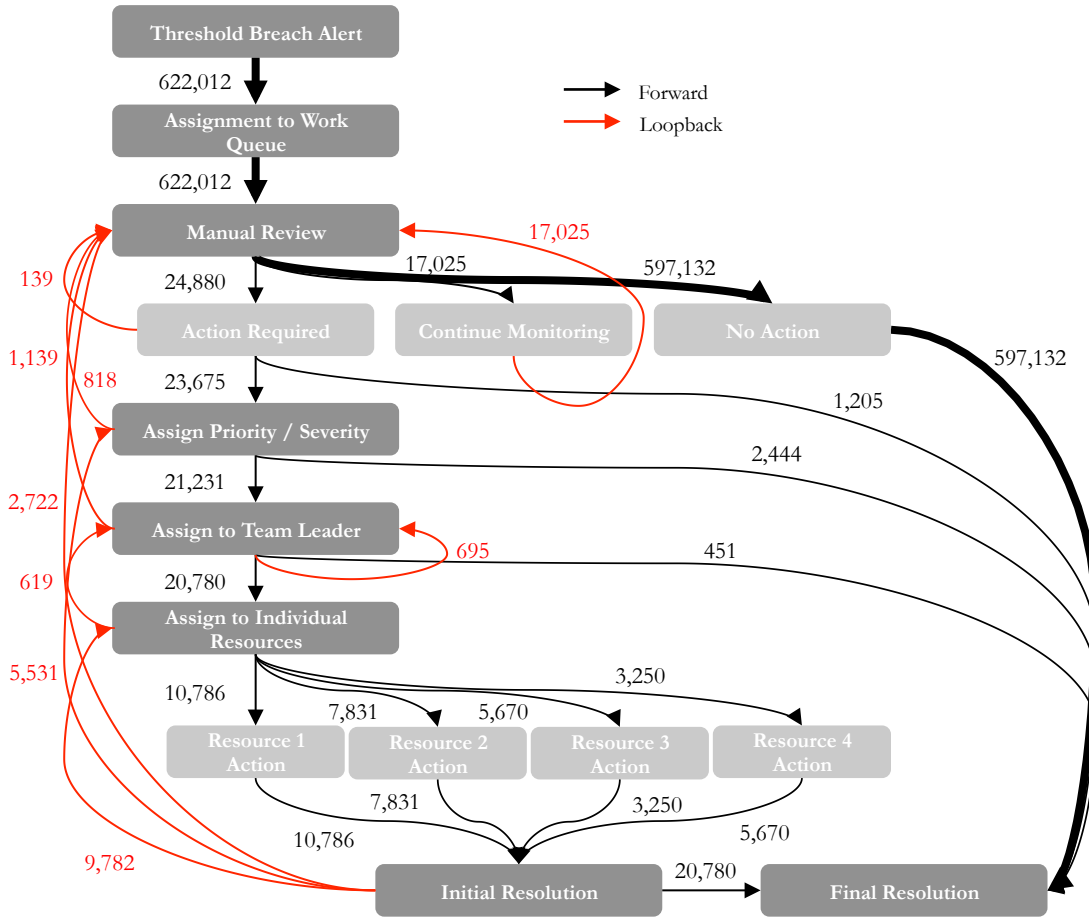 Threshold Breach Alert
622,012
Forward
Assignment to Work
Queue
Loopback
622,012
Manual Review
17,025
139
24,880
17,025
597,132
Action Required
Continue Monitoring
No Action
1,139
818
23,675
597,132
1,205
Assign Priority / Severity
21,231
2,444
2,722
Assign to Team Leader
695
451
619
20,780
Assign to Individual
Resources
5,531
10,786
7,831
5,670
3,250
Resource 1
Action
Resource 2
Action
Resource 3
Action
Resource 4
Action
7,831
3,250
10,786
5,670
9,782
Initial Resolution
20,780
Final Resolution